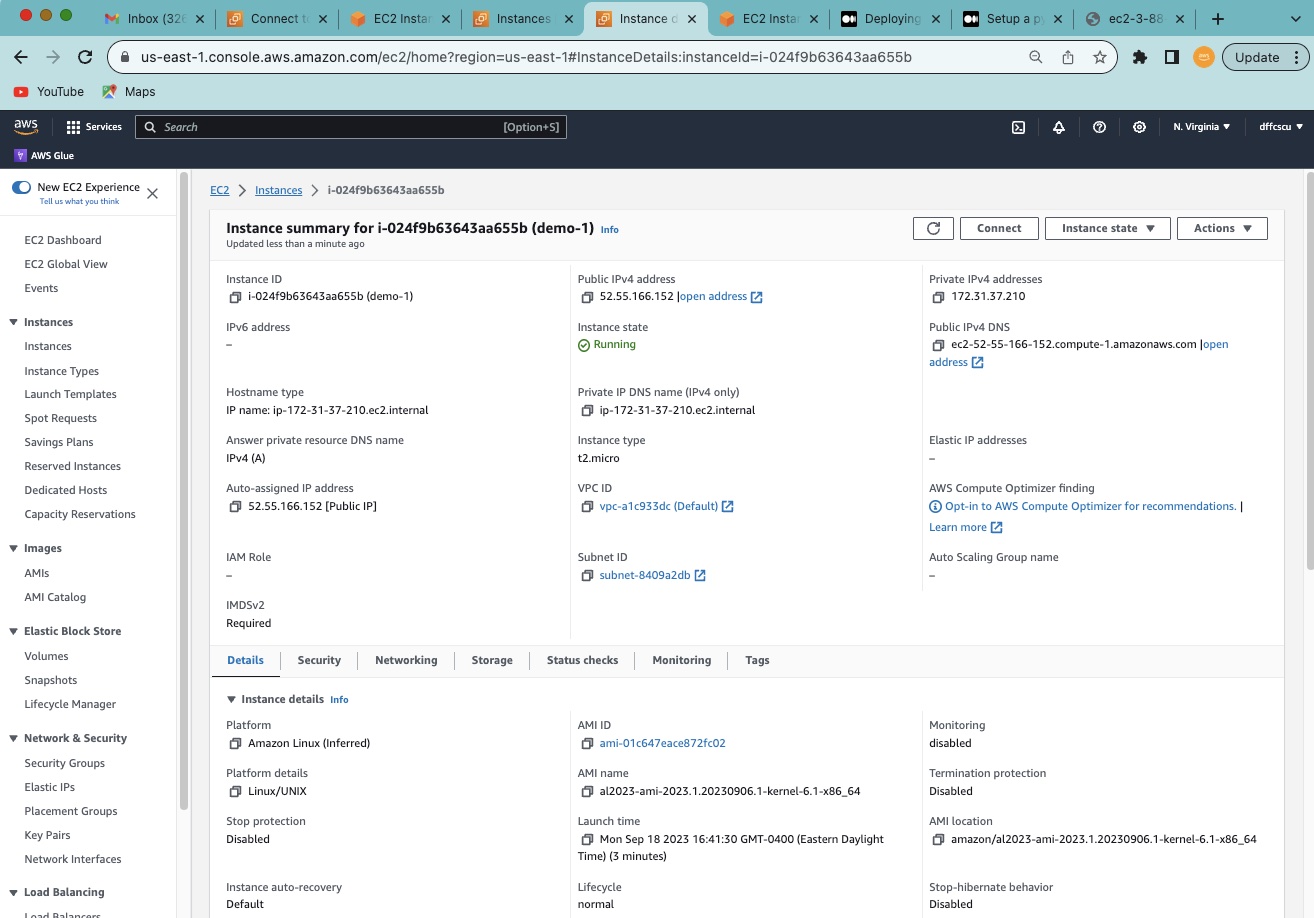 Inbox (326
Connect to
EC2 Instan
Instances
Instance d
EC2 Instan
Deploying
Setup a py
ec2-3-88
us-east-1.console.aws.amazon.com/ec2/home?region=us-east-1#InstanceDetails:instanceId=i-024f9b63643aa655b
Update
YouTube
Maps
aws
Services
Search
[Option+S]
N. Virginia
dffcscu
AWS Glue
New EC2 Experience
Tell us what you think
EC2 Dashboard
EC2 Global View
Events
Instances
Instances
Instance Types
Launch Templates
Spot Requests
Savings Plans
Reserved Instances
Dedicated Hosts
Capacity Reservations
Images
AMIs
AMI Catalog
Elastic Block Store
Volumes
Snapshots
Lifecycle Manager
Network & Security
Security Groups
Elastic IPs
Placement Groups
Key Pairs
Network Interfaces
Load Balancing
Load Balancers
EC2
Instances
i-024f9b63643aa655b
Instance summary for i-024f9b63643aa655b (demo-1) Info
Updated less than a minute ago
Connect
Instance state
Actions
Instance ID
i-024f9b63643aa655b (demo-1)
Public IPv4 address
52.55.166.152 |open address
Private IPv4 addresses
172.31.37.210
IPv6 address
–
Instance state
Running
Public IPv4 DNS
ec2-52-55-166-152.compute-1.amazonaws.com |open
address
Hostname type
IP name: ip-172-31-37-210.ec2.internal
Private IP DNS name (IPv4 only)
ip-172-31-37-210.ec2.internal
Answer private resource DNS name
IPv4 (A)
Instance type
t2.micro
Elastic IP addresses
–
Auto-assigned IP address
52.55.166.152 [Public IP]
VPC ID
vpc-a1c933dc (Default)
AWS Compute Optimizer finding
Opt-in to AWS Compute Optimizer for recommendations. |
Learn more
IAM Role
–
Subnet ID
subnet-8409a2db
Auto Scaling Group name
–
IMDSv2
Required
Details
Security
Networking
Storage
Status checks
Monitoring
Tags
Instance details Info
Platform
Amazon Linux (Inferred)
AMI ID
ami-01c647eace872fc02
Monitoring
disabled
Platform details
Linux/UNIX
AMI name
al2023-ami-2023.1.20230906.1-kernel-6.1-x86_64
Termination protection
Disabled
Stop protection
Disabled
Launch time
Mon Sep 18 2023 16:41:30 GMT-0400 (Eastern Daylight
Time) (3 minutes)
AMI location
amazon/al2023-ami-2023.1.20230906.1-kernel-6.1-x86_64
Instance auto-recovery
Default
Lifecycle
normal
Stop-hibernate behavior
Disabled